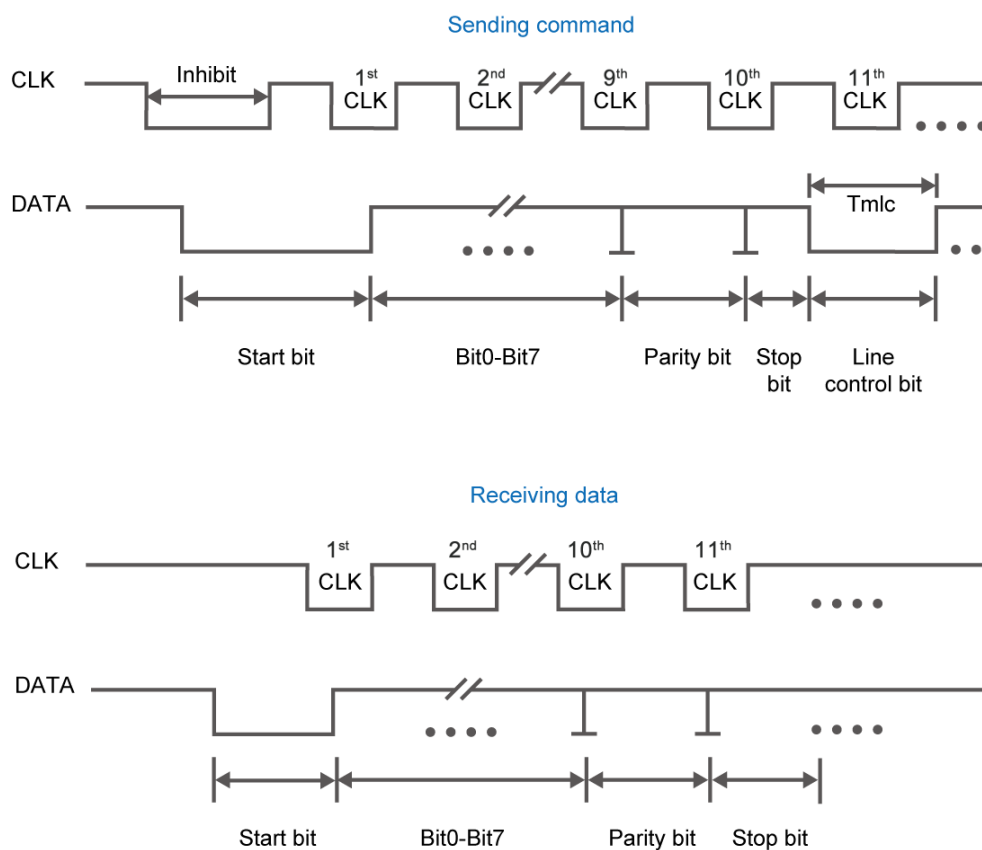 Sending command
CLK
Inhibit
1st
CLK
2nd
CLK
9th
CLK
10th
CLK
11th
CLK
DATA
Tmlc
Start bit
Bit0-Bit7
Parity bit
Stop
bit
Line
control bit
Receiving data
CLK
1st
CLK
2nd
CLK
10th
CLK
11th
CLK
DATA
Start bit
Bit0-Bit7
Parity bit
Stop bit